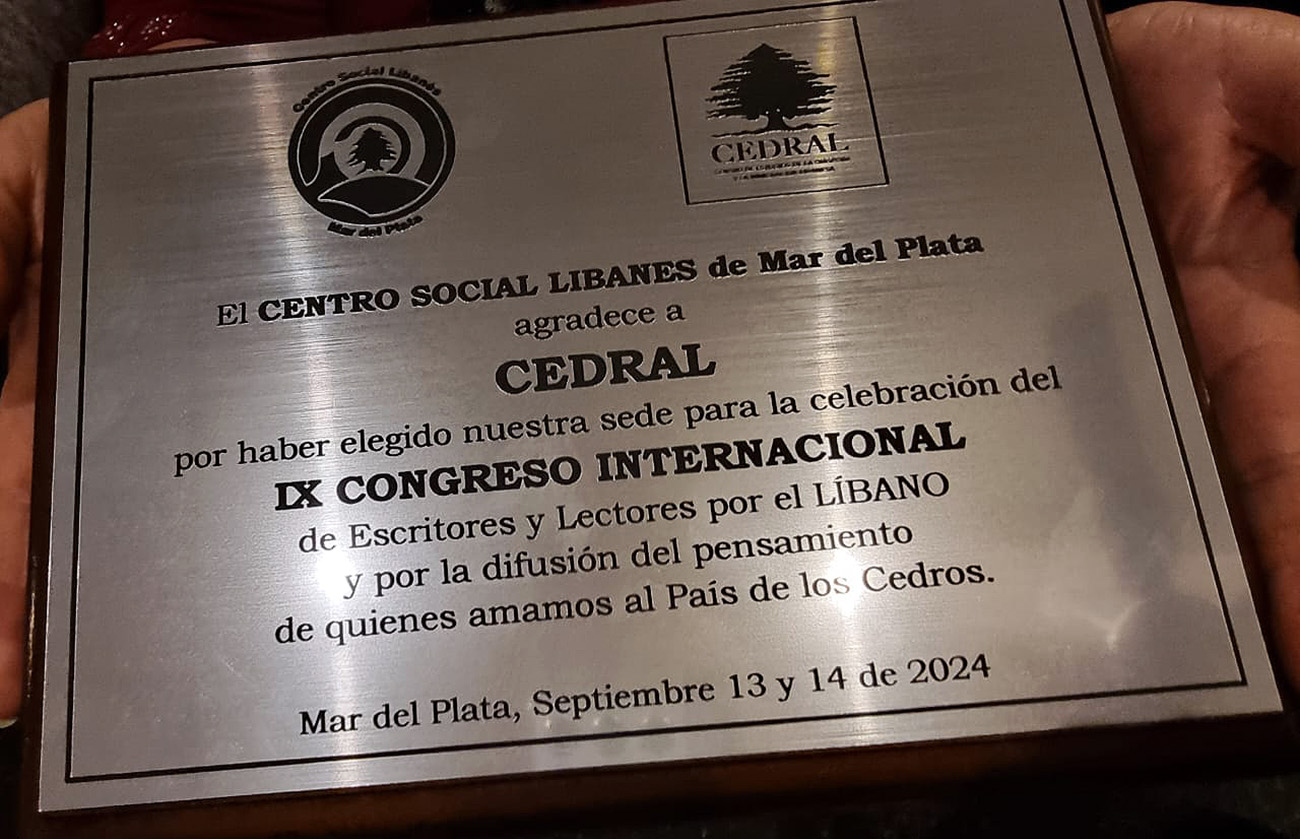 Centro Social Libanés
Mar del Plata
CEDRAL
El CENTRO SOCIAL LIBANES de Mar del Plata
agradece a
CEDRAL
por haber elegido nuestra sede para la celebración del
IX CONGRESO INTERNACIONAL
de Escritores y Lectores por el LÍBANO
y por la difusión del pensamiento
de quienes amamos al País de los Cedros.
Mar del Plata, Septiembre 13 y 14 de 2024